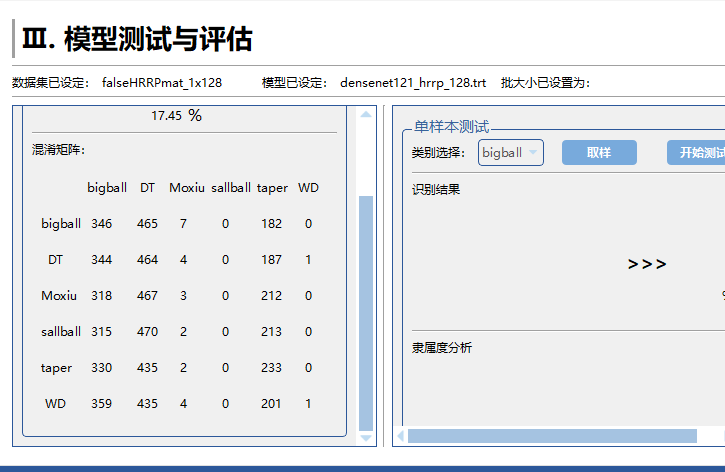 Ⅲ. 模型测试与评估
数据集已设定: falseHRRPmat_1x128 模型已设定: densenet121_hrrp_128.trt 批大小已设置为:
17.45 %
混淆矩阵:
bigball DT Moxiu sallball taper WD
bigball 346 465 7 0 182 0
DT 344 464 4 0 187 1
Moxiu 318 467 3 0 212 0
sallball 315 470 2 0 213 0
taper 330 435 2 0 233 0
WD 359 435 4 0 201 1
单样本测试
类别选择: bigball 取样 开始测试
识别结果
>>>
隶属度分析